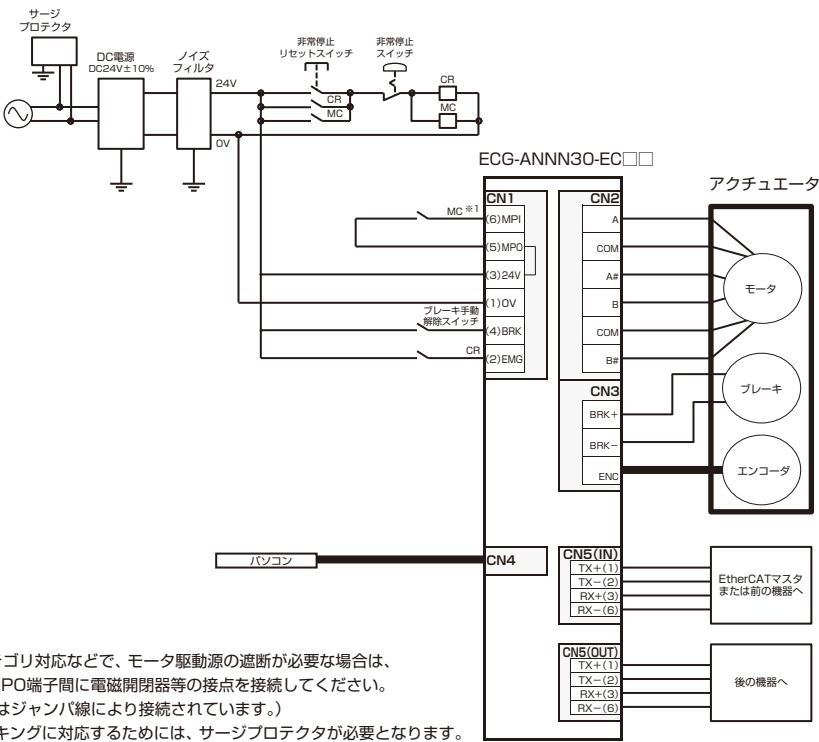 サージ
プロテクタ
DC電源
DC24V±10%
ノイズ
フィルタ
24V
0V
非常停止
リセットスイッチ
非常停止
スイッチ
CR
MC
CR
MC
ECG-ANNN30-EC□□
アクチュエータ
CN1
MC ※1
(6)MPI
(5)MPO
(3)24V
(1)0V
ブレーキ手動
解除スイッチ
(4)BRK
CR
(2)EMG
CN2
A
COM
A#
B
COM
B#
モータ
CN3
BRK+
BRK−
ENC
ブレーキ
エンコーダ
パソコン
CN4
CN5(IN)
TX+(1)
TX−(2)
RX+(3)
RX−(6)
EtherCATマスタ
または前の機器へ
CN5(OUT)
TX+(1)
TX−(2)
RX+(3)
RX−(6)
後の機器へ
ゴリ対応などで、モータ駆動源の遮断が必要な場合は、
PO端子間に電磁開閉器等の接点を接続してください。
はジャンパ線により接続されています。)
キングに対応するためには、サージプロテクタが必要となります。